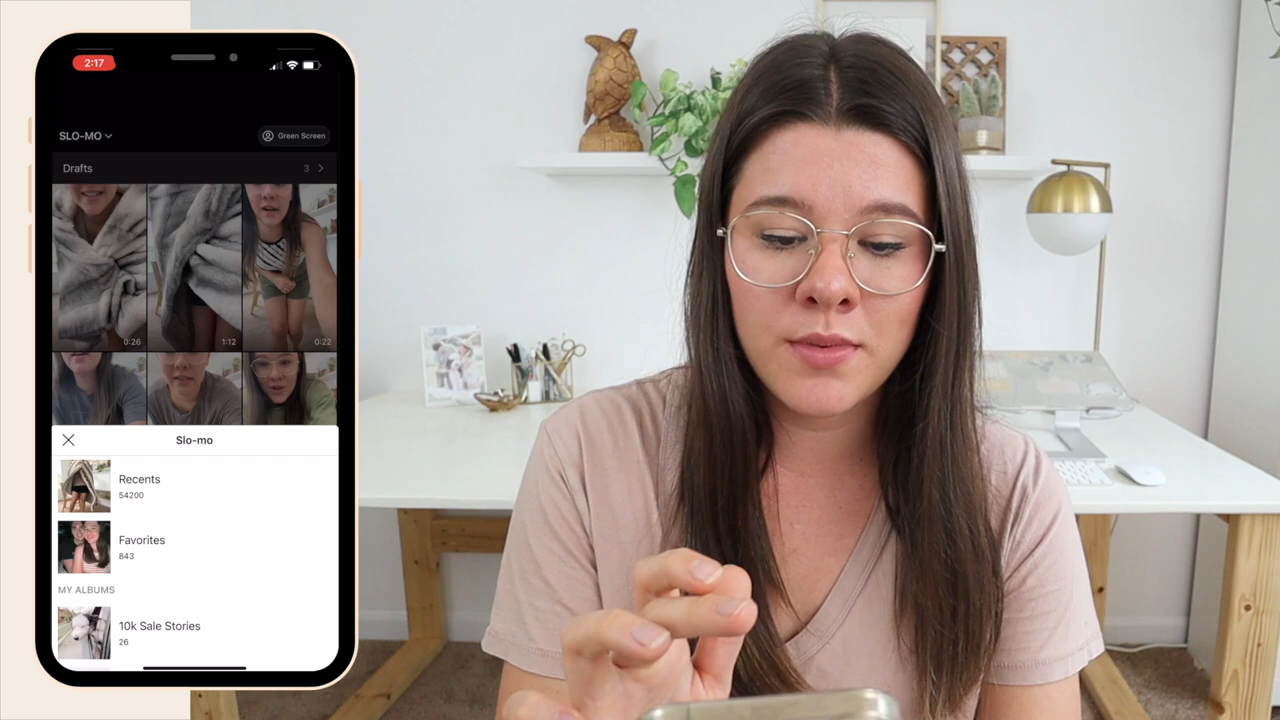 2:17
SLO-MO
Green Screen
Drafts
3
0:26
1:12
0:22
Slo-mo
Recents
54200
Favorites
843
MY ALBUMS
10k Sale Stories
26